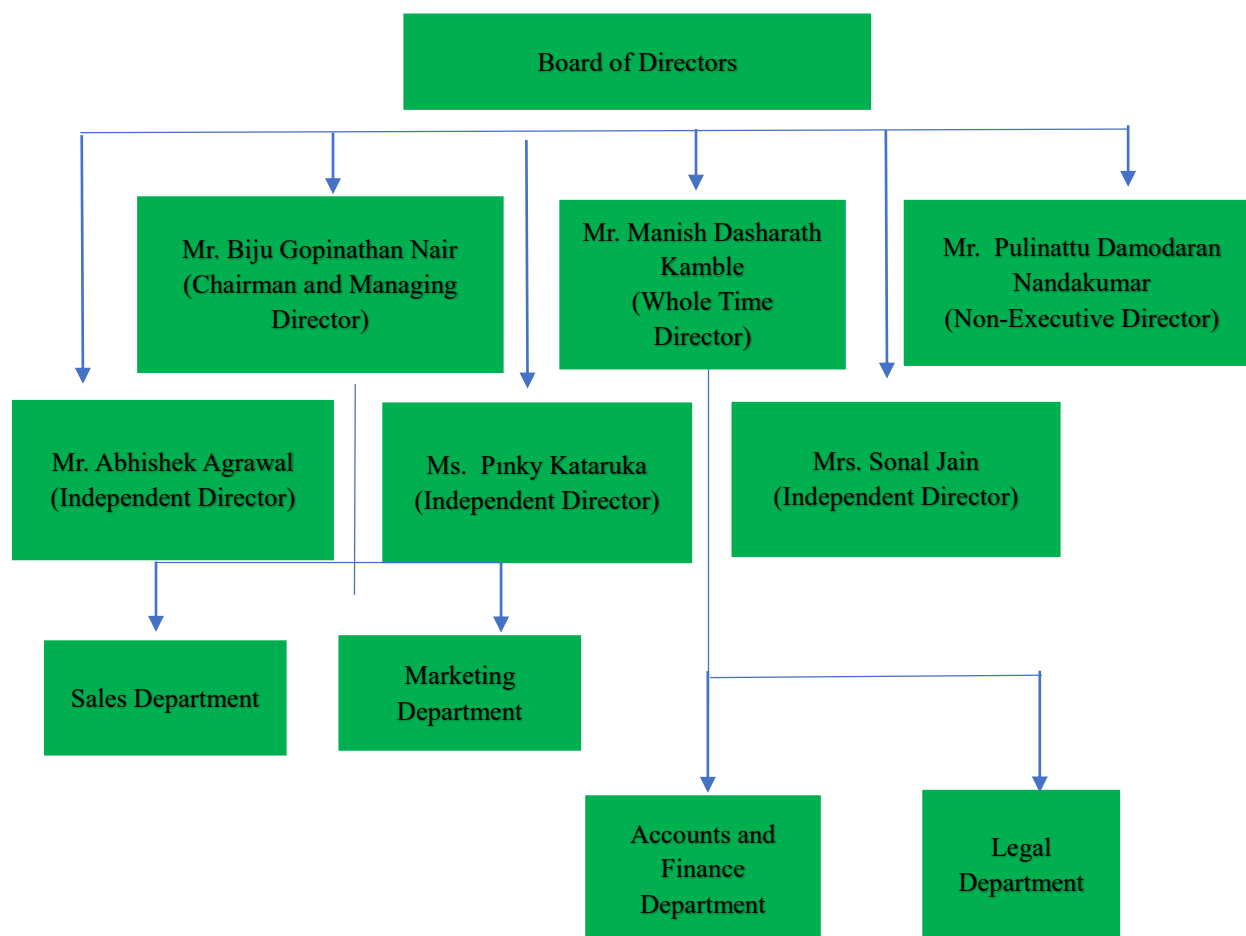 Board of Directors
Mr. Biju Gopinathan Nair
(Chairman and Managing
Director)
Mr. Manish Dasharath
Kamble
(Whole Time
Director)
Mr. Pulinattu Damodaran
Nandakumar
(Non-Executive Director)
Mr. Abhishek Agrawal
(Independent Director)
Ms. Pınky Kataruka
(Independent Director)
Mrs. Sonal Jain
(Independent Director)
Sales Department
Marketing
Department
Accounts and
Finance
Department
Legal
Department